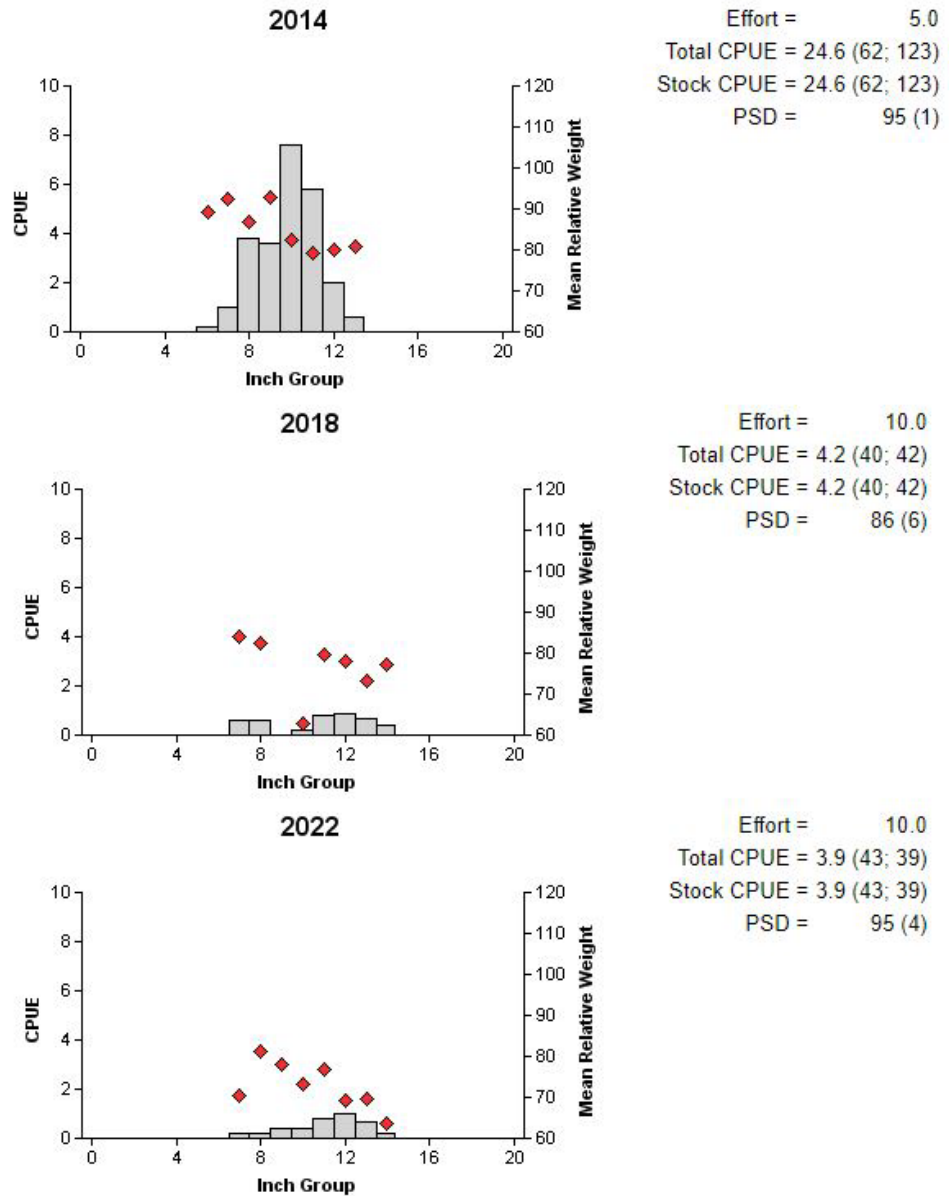 2014
Effort = 5.0
Total CPUE = 24.6 (62; 123)
Stock CPUE = 24.6 (62; 123)
PSD = 95 (1)
10
8
6
4
2
0
CPUE
120
110
100
90
80
70
60
Mean Relative Weight
0 4 8 12 16 20
Inch Group
2018
Effort = 10.0
Total CPUE = 4.2 (40; 42)
Stock CPUE = 4.2 (40; 42)
PSD = 86 (6)
10
8
6
4
2
0
CPUE
120
110
100
90
80
70
60
Mean Relative Weight
0 4 8 12 16 20
Inch Group
2022
Effort = 10.0
Total CPUE = 3.9 (43; 39)
Stock CPUE = 3.9 (43; 39)
PSD = 95 (4)
10
8
6
4
2
0
CPUE
120
110
100
90
80
70
60
Mean Relative Weight
0 4 8 12 16 20
Inch Group